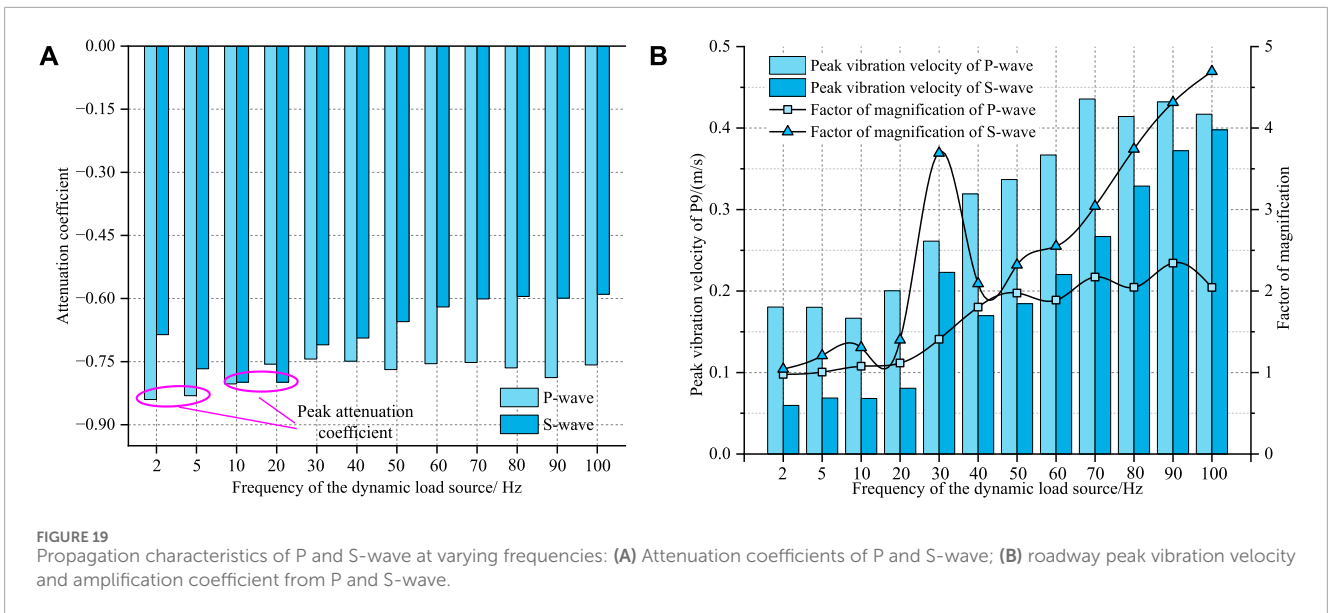 A
0.00
−0.15
−0.30
−0.45
−0.60
−0.75
−0.90
Attenuation coefficient
Peak attenuation
coefficient
P-wave
S-wave
2 5 10 20 30 40 50 60 70 80 90 100
Frequency of the dynamic load source/ Hz
B
0.5
0.4
0.3
0.2
0.1
0.0
Peak vibration velocity of P9/(m/s)
Peak vibration velocity of P-wave
Peak vibration velocity of S-wave
Factor of magnification of P-wave
Factor of magnification of S-wave
5
4
3
2
1
0
Factor of magnification
2 5 10 20 30 40 50 60 70 80 90 100
Frequency of the dynamic load source/Hz
FIGURE 19
Propagation characteristics of P and S-wave at varying frequencies: (A) Attenuation coefficients of P and S-wave; (B) roadway peak vibration velocity
and amplification coefficient from P and S-wave.